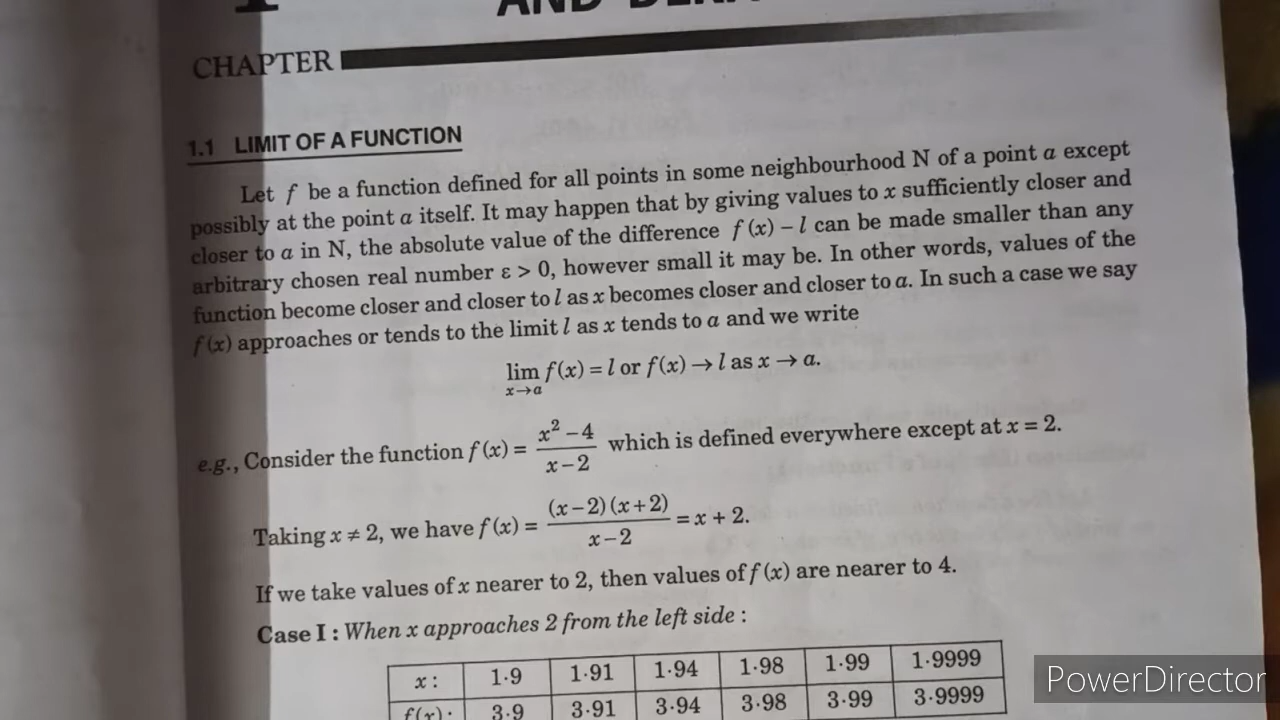 AND
CHAPTER
1.1 LIMIT OF A FUNCTION
Let f be a function defined for all points in some neighbourhood N of a point a except
possibly at the point a itself. It may happen that by giving values to x sufficiently closer and
closer to a in N, the absolute value of the difference f (x) – l can be made smaller than any
arbitrary chosen real number ε > 0, however small it may be. In other words, values of the
function become closer and closer to l as x becomes closer and closer to a. In such a case we say
f (x) approaches or tends to the limit l as x tends to a and we write
lim f(x) = l or f(x) → l as x → a.
x→a
e.g., Consider the function f (x) = x² – 4 / x – 2 which is defined everywhere except at x = 2.
Taking x ≠ 2, we have f (x) = (x – 2) (x + 2) / x – 2 = x + 2.
If we take values of x nearer to 2, then values of f (x) are nearer to 4.
Case I : When x approaches 2 from the left side :
x : 1·9 1·91 1·94 1·98 1·99 1·9999
f(x) : 3·9 3·91 3·94 3·98 3·99 3·9999
PowerDirector